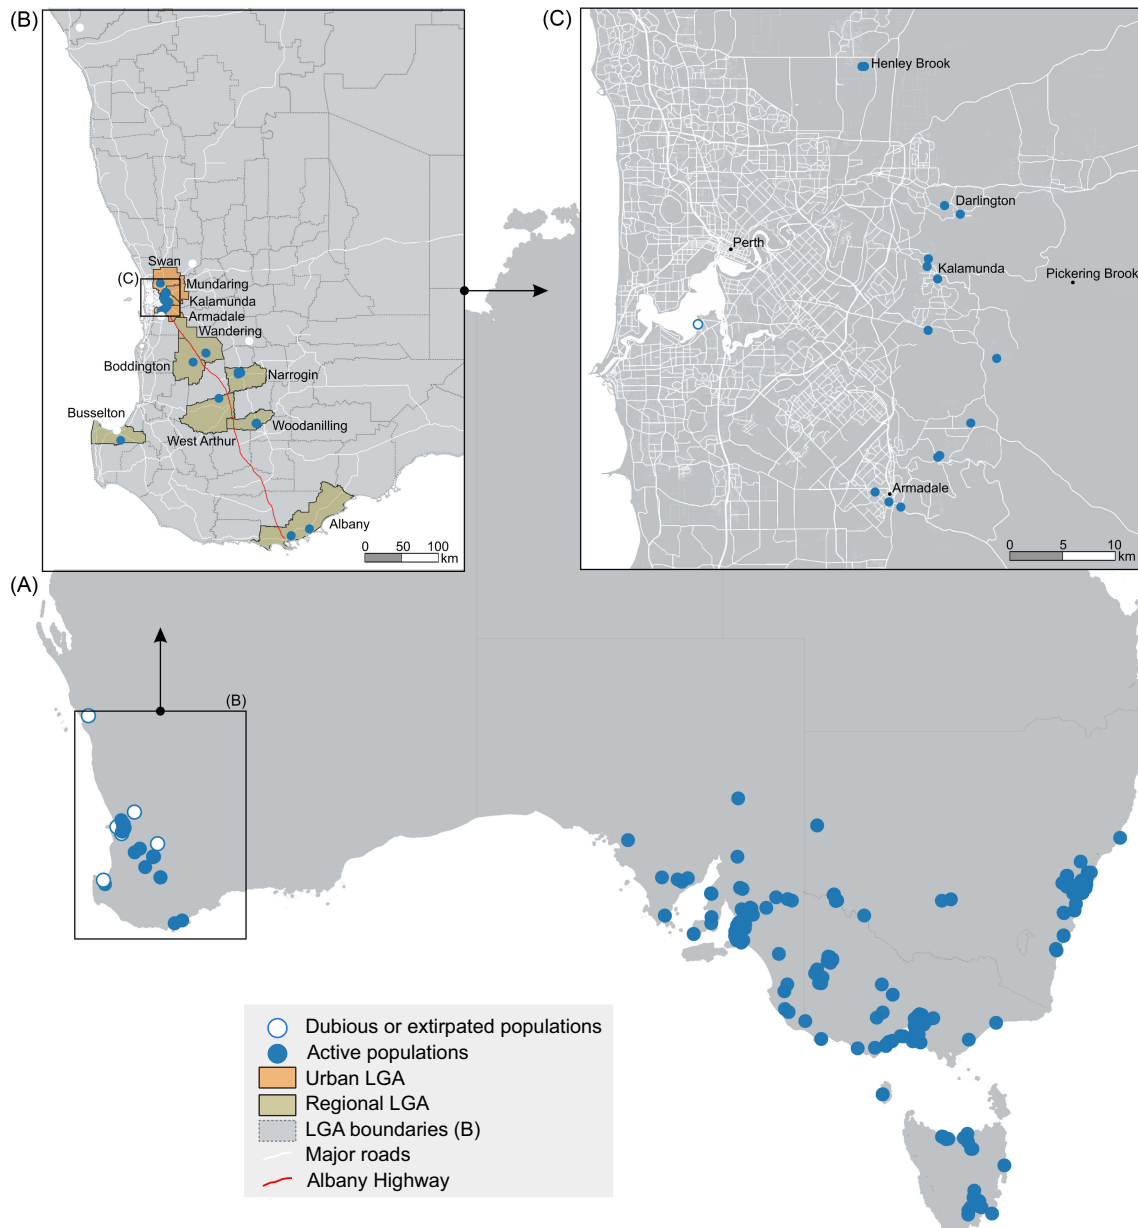 (B)
Swan
(C)
Mundaring
Kalamunda
Armadale
Wandering
Boddington
Narrogin
Busselton
Woodanilling
West Arthur
Albany
0 50 100
km
(C)
Henley Brook
Darlington
Perth
Kalamunda
Pickering Brook
Armadale
0 5 10
km
(A)
(B)
Dubious or extirpated populations
Active populations
Urban LGA
Regional LGA
LGA boundaries (B)
Major roads
Albany Highway